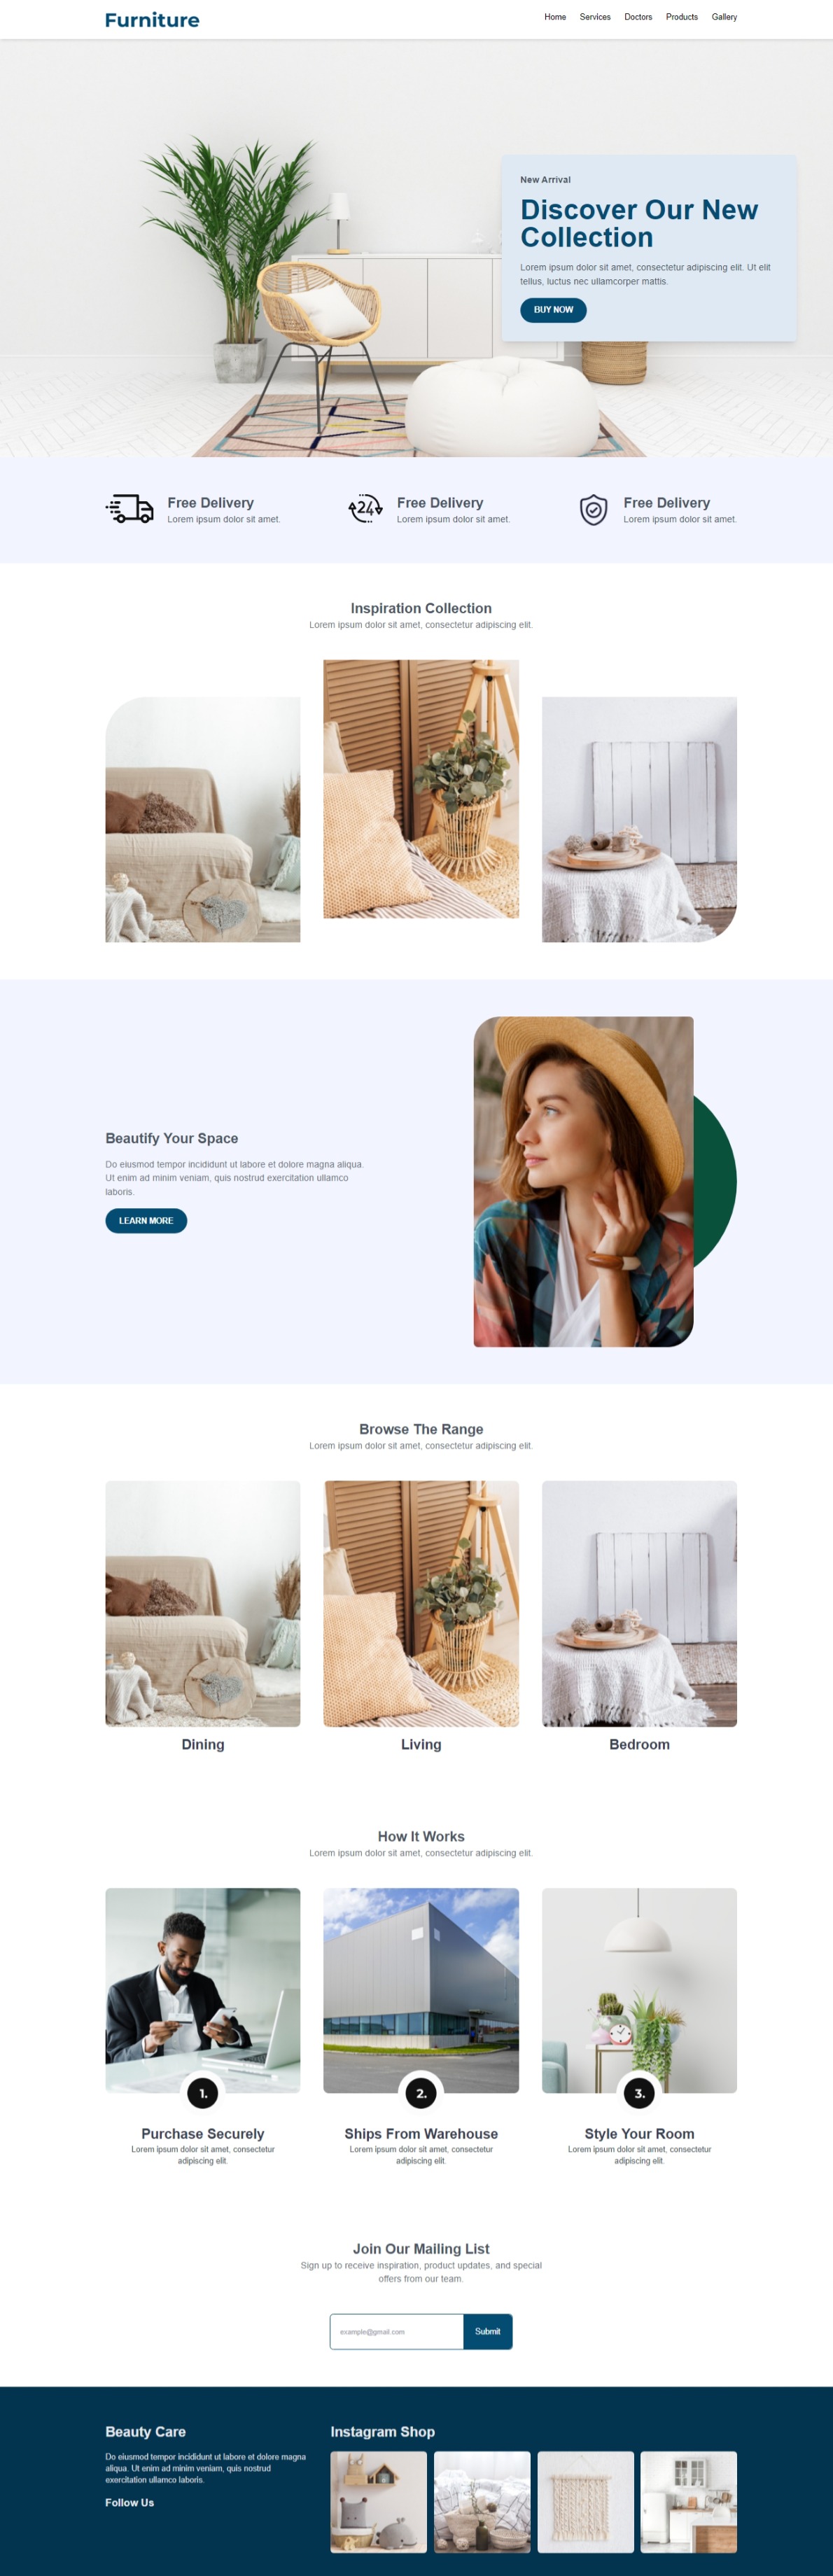 Furniture
Home Services Doctors Products Gallery
New Arrival
Discover Our New
Collection
Lorem ipsum dolor sit amet, consectetur adipiscing elit. Ut elit
tellus, luctus nec ullamcorper mattis.
BUY NOW
Free Delivery
Lorem ipsum dolor sit amet.
24
Free Delivery
Lorem ipsum dolor sit amet.
Free Delivery
Lorem ipsum dolor sit amet.
Inspiration Collection
Lorem ipsum dolor sit amet, consectetur adipiscing elit.
Beautify Your Space
Do eiusmod tempor incididunt ut labore et dolore magna aliqua.
Ut enim ad minim veniam, quis nostrud exercitation ullamco
laboris.
LEARN MORE
Browse The Range
Lorem ipsum dolor sit amet, consectetur adipiscing elit.
Dining
Living
Bedroom
How It Works
Lorem ipsum dolor sit amet, consectetur adipiscing elit.
1.
Purchase Securely
Lorem ipsum dolor sit amet, consectetur
adipiscing elit.
2.
Ships From Warehouse
Lorem ipsum dolor sit amet, consectetur
adipiscing elit.
3.
Style Your Room
Lorem ipsum dolor sit amet, consectetur
adipiscing elit.
Join Our Mailing List
Sign up to receive inspiration, product updates, and special
offers from our team.
example@gmail.com
Submit
Beauty Care
Do eiusmod tempor incididunt ut labore et dolore magna
aliqua. Ut enim ad minim veniam, quis nostrud
exercitation ullamco laboris.
Follow Us
Instagram Shop